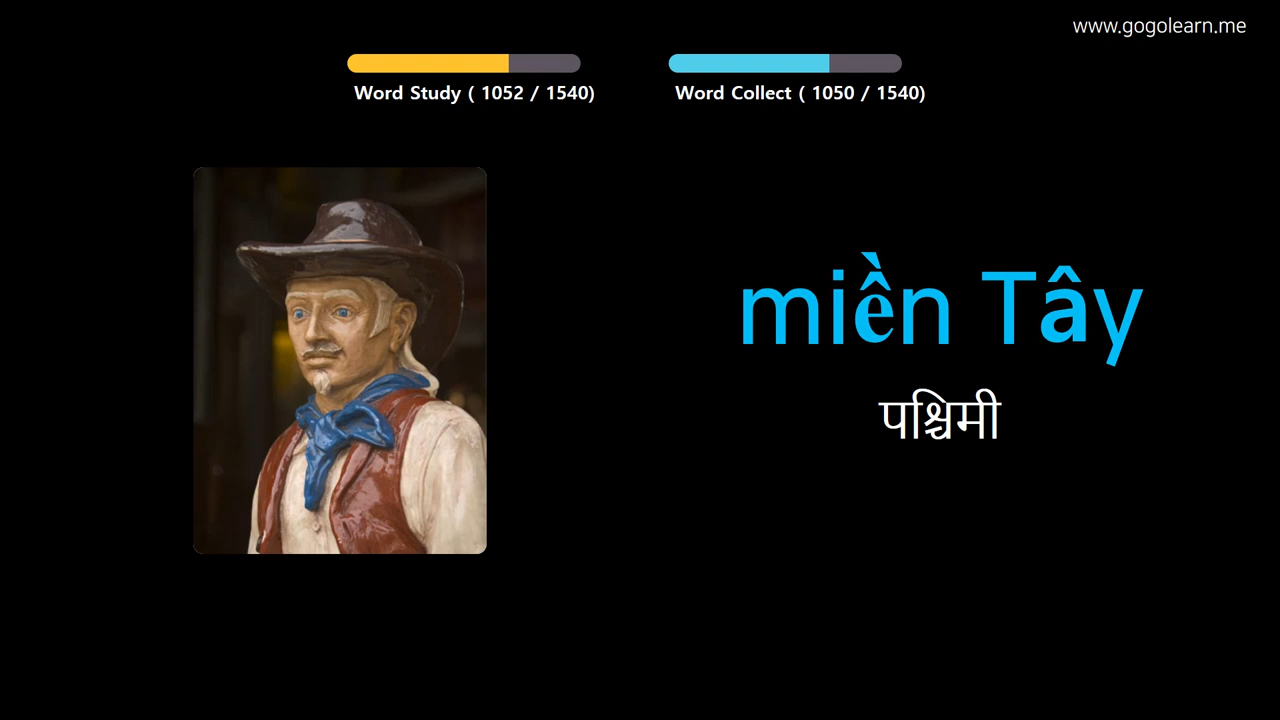 www.gogolearn.me
Word Study ( 1052 / 1540)
Word Collect ( 1050 / 1540)
miền Tây
पश्चिमी